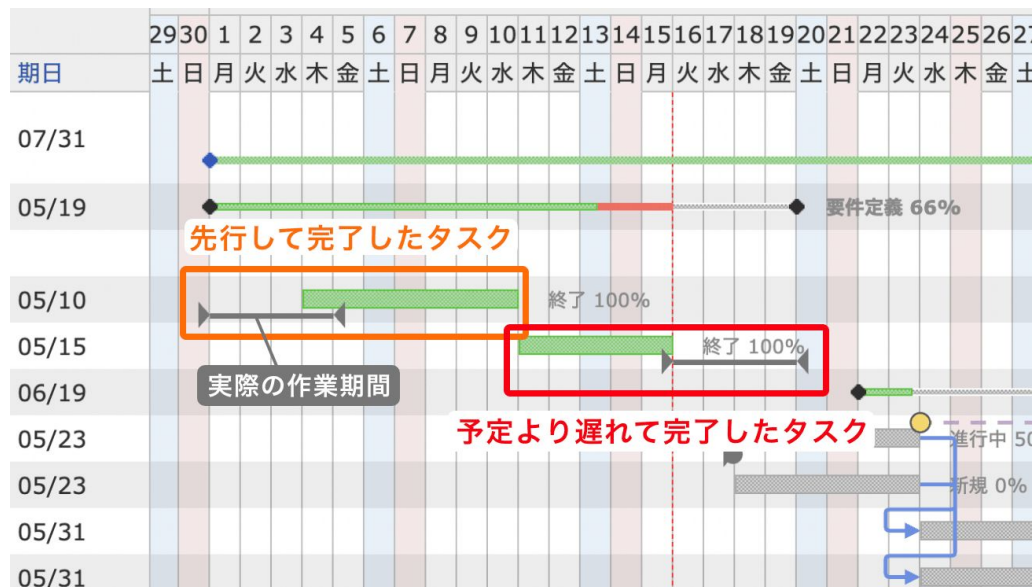 29 30 1 2 3 4 5 6 7 8 9 10 11 12 13 14 15 16 17 18 19 20 21 22 23 24 25 26 27
期日 土 日 月 火 水 木 金 土 日 月 火 水 木 金 土 日 月 火 水 木 金 土 日 月 火 水 木 金 土
07/31
05/19 要件定義 66%
先行して完了したタスク
05/10 終了 100%
05/15 終了 100%
実際の作業期間
06/19
予定より遅れて完了したタスク
05/23 進行中 50
05/23 新規 0%
05/31
05/31